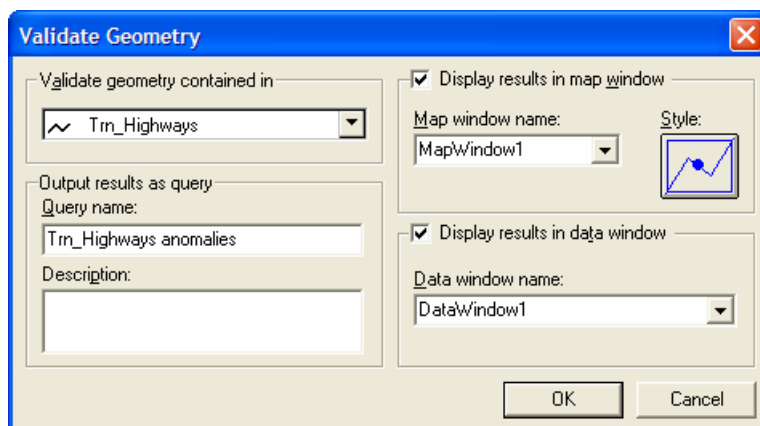 Validate Geometry
Validate geometry contained in
Trn_Highways
Output results as query
Query name:
Trn_Highways anomalies
Description:
Display results in map window
Map window name:
Style:
MapWindow1
Display results in data window
Data window name:
DataWindow1
OK
Cancel